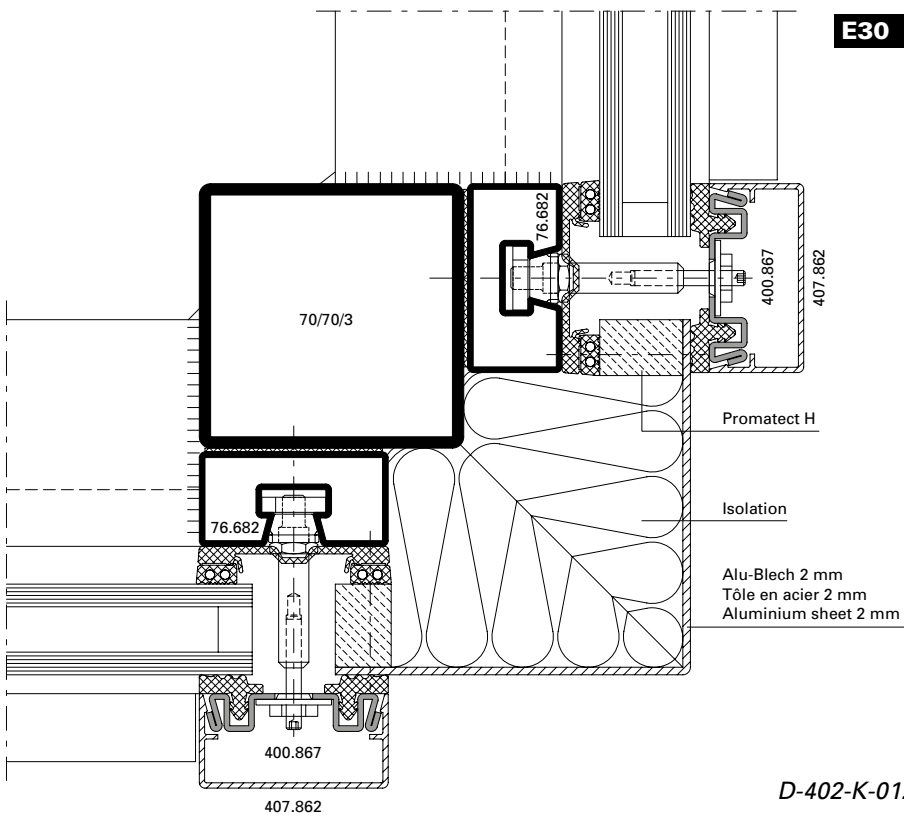 E30
76.682
400.867
407.862
70/70/3
Promatect H
76.682
Isolation
Alu-Blech 2 mm
Tôle en acier 2 mm
Aluminium sheet 2 mm
400.867
407.862